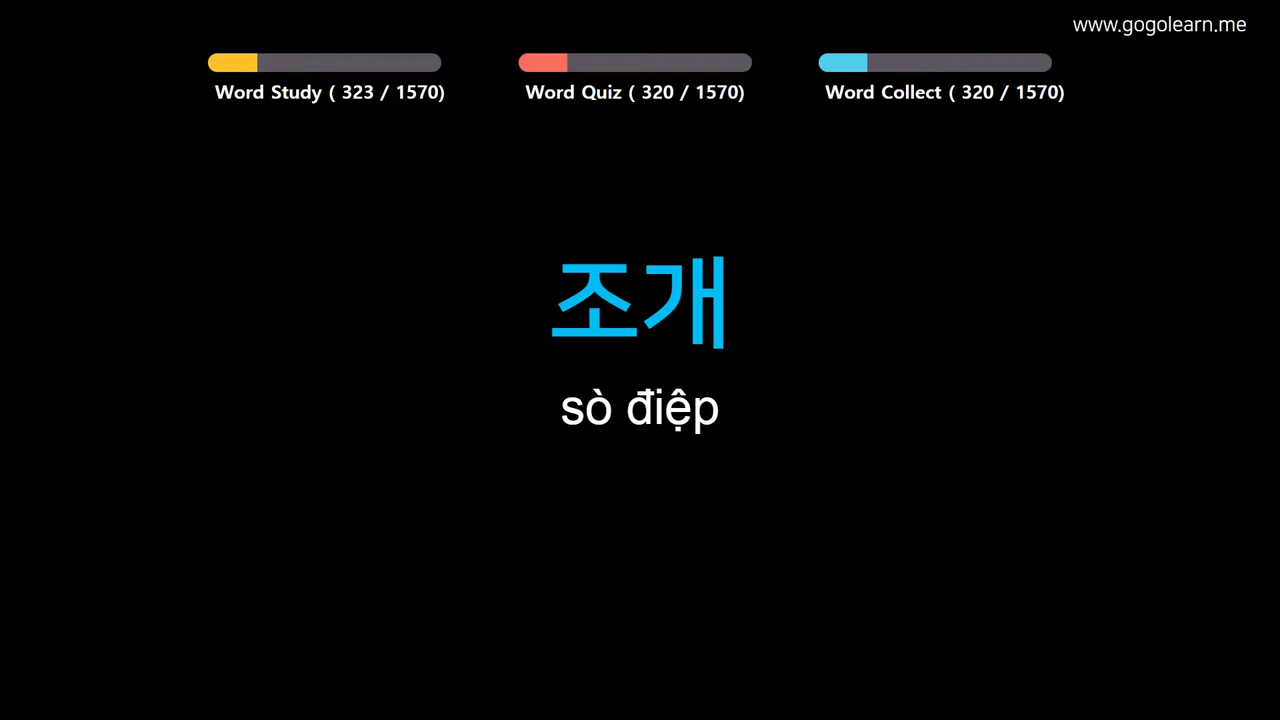 www.gogolearn.me
Word Study ( 323 / 1570)
Word Quiz ( 320 / 1570)
Word Collect ( 320 / 1570)
조개
sò điệp